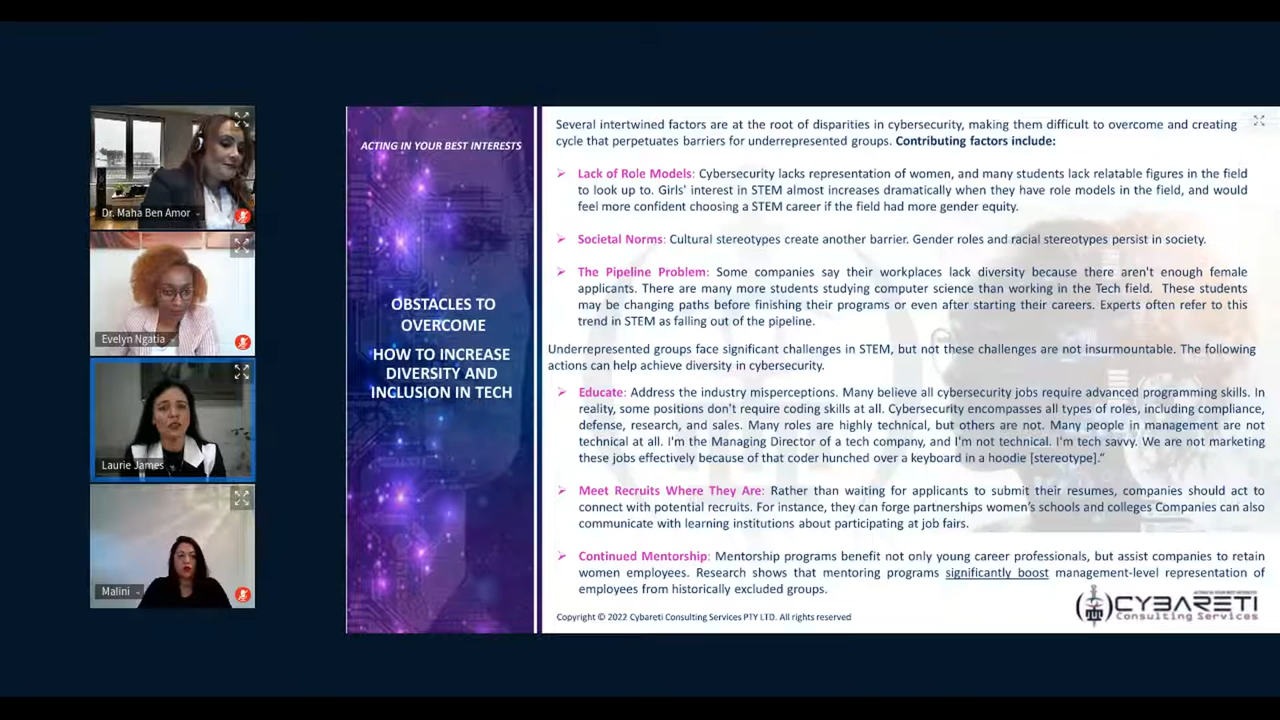 Dr. Maha Ben Amor
Evelyn Ngatia
Laurie James
Malini
ACTING IN YOUR BEST INTERESTS
OBSTACLES TO
OVERCOME
HOW TO INCREASE
DIVERSITY AND
INCLUSION IN TECH
Several intertwined factors are at the root of disparities in cybersecurity, making them difficult to overcome and creating
cycle that perpetuates barriers for underrepresented groups. Contributing factors include:
Lack of Role Models: Cybersecurity lacks representation of women, and many students lack relatable figures in the field
to look up to. Girls' interest in STEM almost increases dramatically when they have role models in the field, and would
feel more confident choosing a STEM career if the field had more gender equity.
Societal Norms: Cultural stereotypes create another barrier. Gender roles and racial stereotypes persist in society.
The Pipeline Problem: Some companies say their workplaces lack diversity because there aren't enough female
applicants. There are many more students studying computer science than working in the Tech field. These students
may be changing paths before finishing their programs or even after starting their careers. Experts often refer to this
trend in STEM as falling out of the pipeline.
Underrepresented groups face significant challenges in STEM, but not these challenges are not insurmountable. The following
actions can help achieve diversity in cybersecurity.
Educate: Address the industry misperceptions. Many believe all cybersecurity jobs require advanced programming skills. In
reality, some positions don't require coding skills at all. Cybersecurity encompasses all types of roles, including compliance,
defense, research, and sales. Many roles are highly technical, but others are not. Many people in management are not
technical at all. I'm the Managing Director of a tech company, and I'm not technical. I'm tech savvy. We are not marketing
these jobs effectively because of that coder hunched over a keyboard in a hoodie [stereotype]."
Meet Recruits Where They Are: Rather than waiting for applicants to submit their resumes, companies should act to
connect with potential recruits. For instance, they can forge partnerships women's schools and colleges Companies can also
communicate with learning institutions about participating at job fairs.
Continued Mentorship: Mentorship programs benefit not only young career professionals, but assist companies to retain
women employees. Research shows that mentoring programs significantly boost management-level representation of
employees from historically excluded groups.
Copyright © 2022 Cybareti Consulting Services PTY LTD. All rights reserved
CYBARETI
Consulting Services